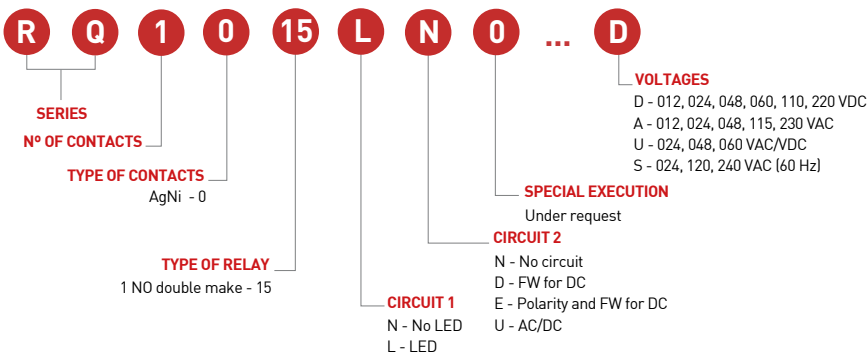 R Q 1 0 15 L N 0 ... D
VOLTAGES
D - 012, 024, 048, 060, 110, 220 VDC
A - 012, 024, 048, 115, 230 VAC
U - 024, 048, 060 VAC/VDC
S - 024, 120, 240 VAC (60 Hz)
SERIES
Nº OF CONTACTS
TYPE OF CONTACTS
AgNi - 0
SPECIAL EXECUTION
Under request
CIRCUIT 2
N - No circuit
D - FW for DC
E - Polarity and FW for DC
U - AC/DC
TYPE OF RELAY
1 NO double make - 15
CIRCUIT 1
N - No LED
L - LED